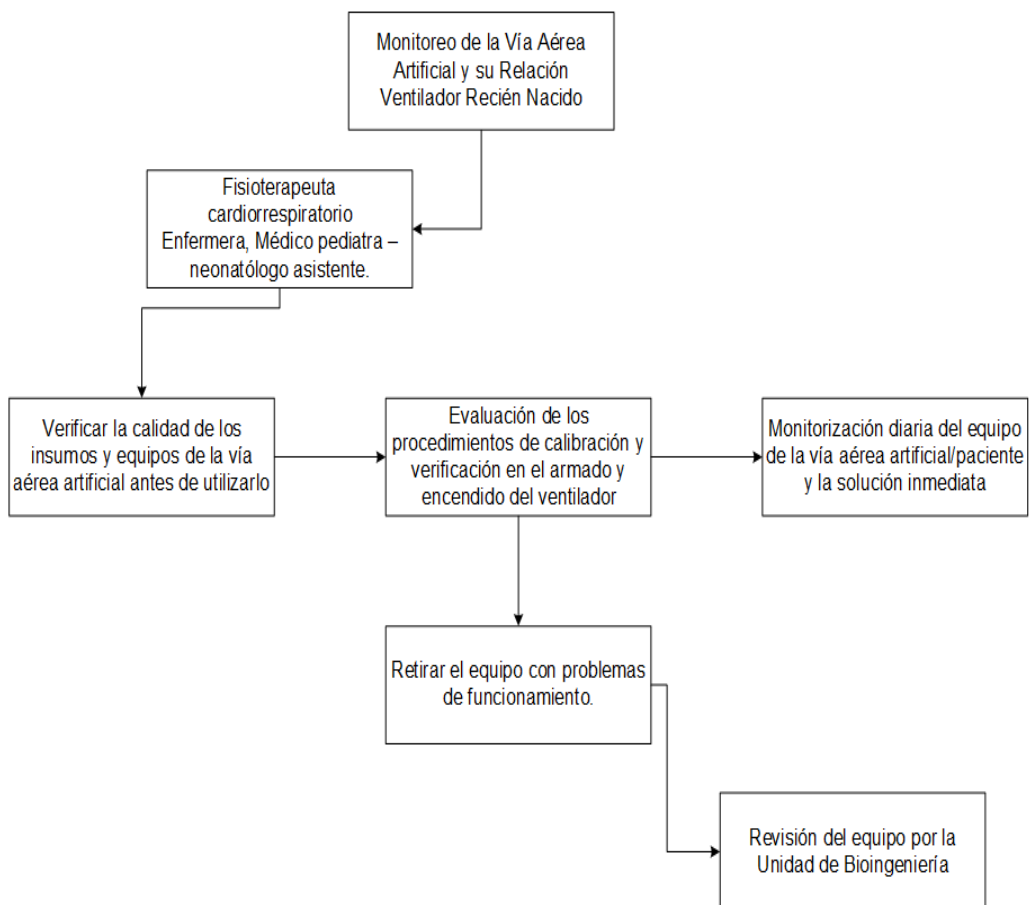 Monitoreo de la Vía Aérea
Artificial y su Relación
Ventilador Recién Nacido
Fisioterapeuta
cardiorrespiratorio
Enfermera, Médico pediatra –
neonatólogo asistente.
Verificar la calidad de los
insumos y equipos de la vía
aérea artificial antes de utilizarlo
Evaluación de los
procedimientos de calibración y
verificación en el armado y
encendido del ventilador
Monitorización diaria del equipo
de la vía aérea artificial/paciente
y la solución inmediata
Retirar el equipo con problemas
de funcionamiento.
Revisión del equipo por la
Unidad de Bioingeniería